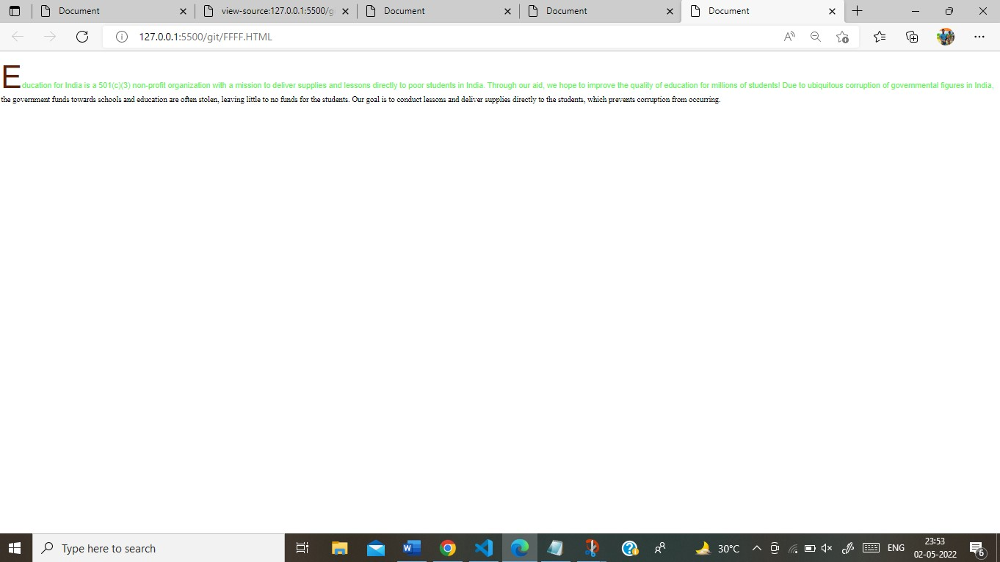 Document
view-source:127.0.0.1:5500/g
Document
Document
Document
127.0.0.1:5500/git/FFFF.HTML
Education for India is a 501(c)(3) non-profit organization with a mission to deliver supplies and lessons directly to poor students in India. Through our aid, we hope to improve the quality of education for millions of students! Due to ubiquitous corruption of governmental figures in India,
the government funds towards schools and education are often stolen, leaving little to no funds for the students. Our goal is to conduct lessons and deliver supplies directly to the students, which prevents corruption from occurring.
Type here to search
30°C
ENG
23:53
02-05-2022
6